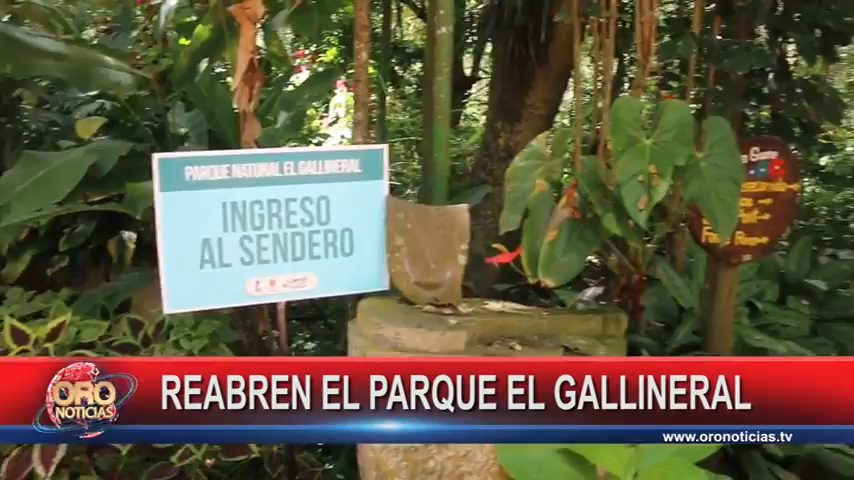 PARQUE NATURAL EL GALLINERAL
INGRESO
AL SENDERO
ORO
NOTICIAS
REABREN EL PARQUE EL GALLINERAL
www.oronoticias.tv